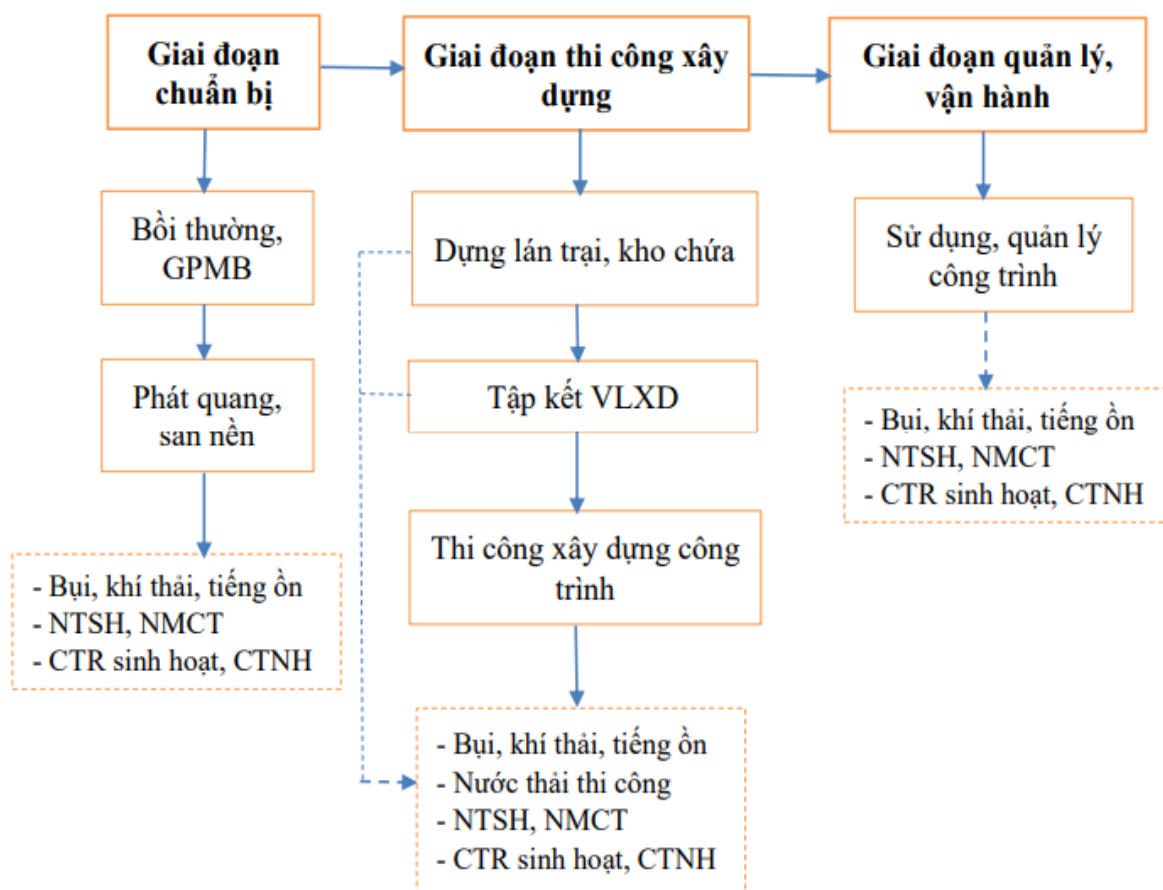 Giai đoạn
chuẩn bị
Giai đoạn thi công xây
dựng
Giai đoạn quản lý,
vận hành
Bồi thường,
GPMB
Dựng lán trại, kho chứa
Sử dụng, quản lý
công trình
Phát quang,
san nền
Tập kết VLXD
- Bụi, khí thải, tiếng ồn
- NTSH, NMCT
- CTR sinh hoạt, CTNH
Thi công xây dựng công
trình
- Bụi, khí thải, tiếng ồn
- NTSH, NMCT
- CTR sinh hoạt, CTNH
- Bụi, khí thải, tiếng ồn
- Nước thải thi công
- NTSH, NMCT
- CTR sinh hoạt, CTNH